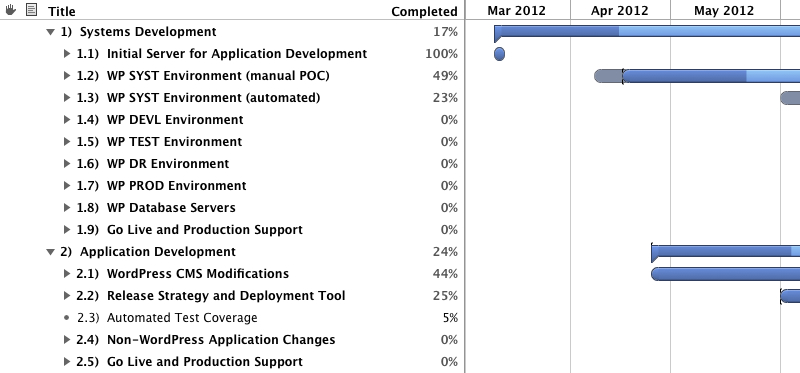 Title Completed Mar 2012 Apr 2012 May 2012
1) Systems Development 17%
1.1) Initial Server for Application Development 100%
1.2) WP SYST Environment (manual POC) 49%
1.3) WP SYST Environment (automated) 23%
1.4) WP DEVL Environment 0%
1.5) WP TEST Environment 0%
1.6) WP DR Environment 0%
1.7) WP PROD Environment 0%
1.8) WP Database Servers 0%
1.9) Go Live and Production Support 0%
2) Application Development 24%
2.1) WordPress CMS Modifications 44%
2.2) Release Strategy and Deployment Tool 25%
2.3) Automated Test Coverage 5%
2.4) Non-WordPress Application Changes 0%
2.5) Go Live and Production Support 0%